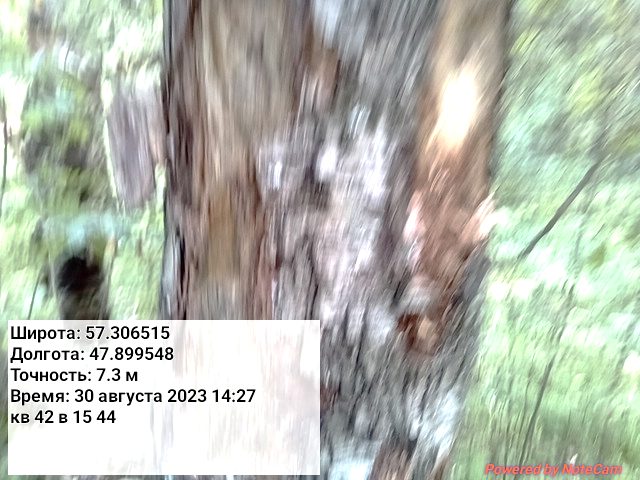 Широта: 57.306515
Долгота: 47.899548
Точность: 7.3 м
Время: 30 августа 2023 14:27
кв 42 в 15 44
Powered by NoteCam